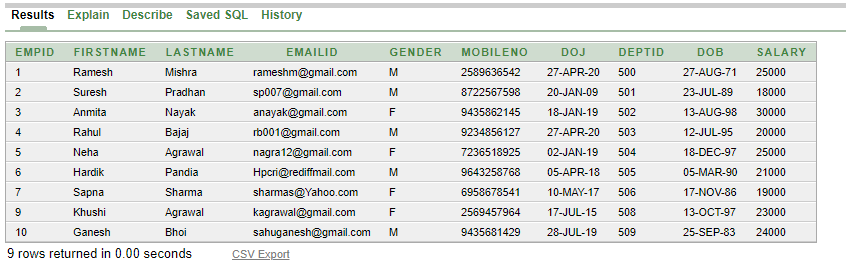 Results Explain Describe Saved SQL History
EMPID FIRSTNAME LASTNAME EMAILID GENDER MOBILENO DOJ DEPTID DOB SALARY
1 Ramesh Mishra rameshm@gmail.com M 2589636542 27-APR-20 500 27-AUG-71 25000
2 Suresh Pradhan sp007@gmail.com M 8722567598 20-JAN-09 501 23-JUL-89 18000
3 Anmita Nayak anayak@gmail.com F 9435862145 18-JAN-19 502 13-AUG-98 30000
4 Rahul Bajaj rb001@gmail.com M 9234856127 27-APR-20 503 12-JUL-95 20000
5 Neha Agrawal nagra12@gmail.com F 7236518925 02-JAN-19 504 18-DEC-97 25000
6 Hardik Pandia Hpcri@rediffmail.com M 9643258768 05-APR-18 505 05-MAR-90 21000
7 Sapna Sharma sharmas@Yahoo.com F 6958678541 10-MAY-17 506 17-NOV-86 19000
9 Khushi Agrawal kagrawal@gmail.com F 2569457964 17-JUL-15 508 13-OCT-97 23000
10 Ganesh Bhoi sahuganesh@gmail.com M 9435681429 28-JUL-19 509 25-SEP-83 24000
9 rows returned in 0.00 seconds CSV Export